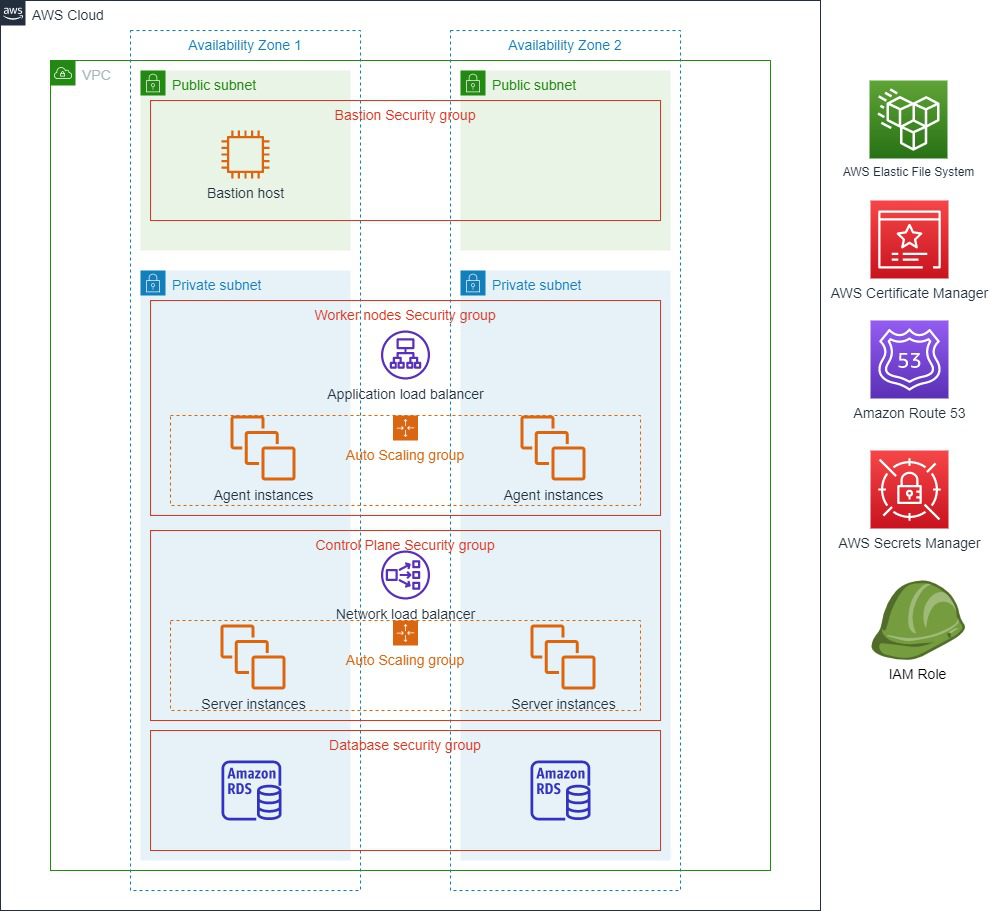 aws
AWS Cloud
Availability Zone 1
Availability Zone 2
VPC
Public subnet
Public subnet
Bastion Security group
Bastion host
Private subnet
Private subnet
Worker nodes Security group
Application load balancer
Auto Scaling group
Agent instances
Agent instances
Control Plane Security group
Network load balancer
Auto Scaling group
Server instances
Server instances
Database security group
Amazon
RDS
Amazon
RDS
AWS Elastic File System
AWS Certificate Manager
53
Amazon Route 53
AWS Secrets Manager
IAM Role